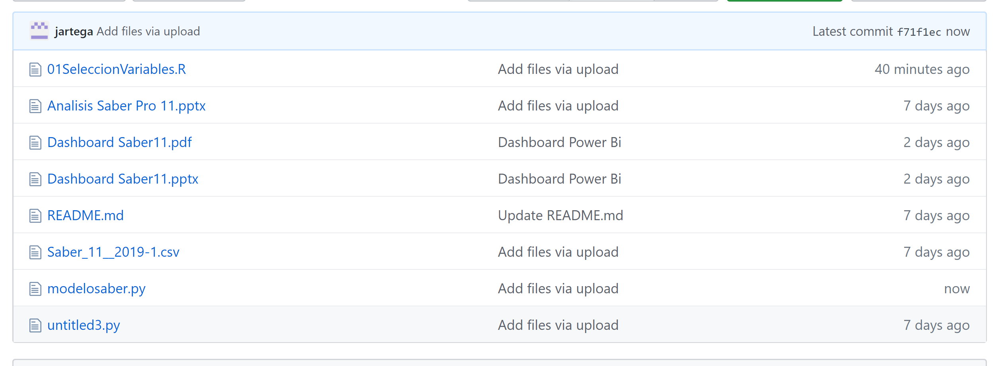 jartega Add files via upload Latest commit f71f1ec now
01SeleccionVariables.R Add files via upload 40 minutes ago
Analisis Saber Pro 11.pptx Add files via upload 7 days ago
Dashboard Saber11.pdf Dashboard Power Bi 2 days ago
Dashboard Saber11.pptx Dashboard Power Bi 2 days ago
README.md Update README.md 7 days ago
Saber_11__2019-1.csv Add files via upload 7 days ago
modelosaber.py Add files via upload now
untitled3.py Add files via upload 7 days ago